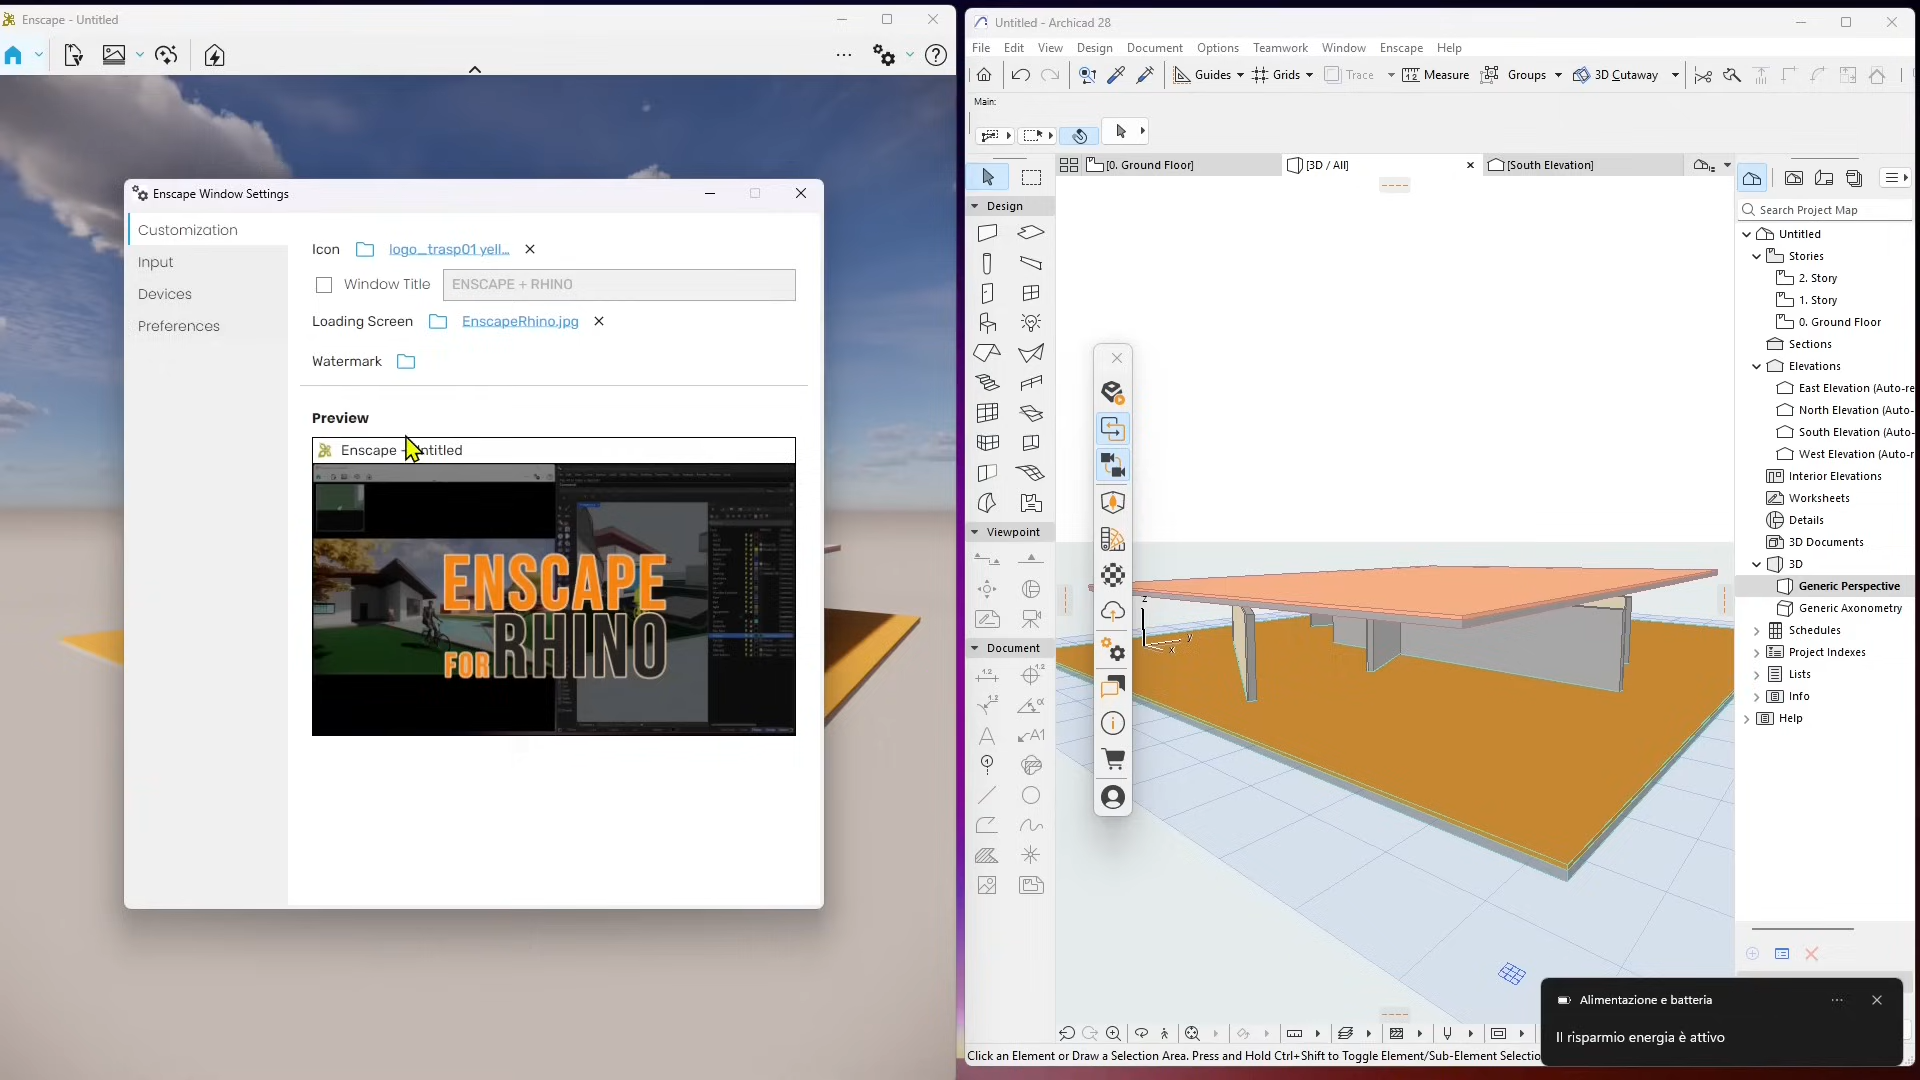 Enscape - Untitled
Enscape Window Settings
Customization
Input
Devices
Preferences
Icon
logo_trasp01 yell...
Window Title
ENSCAPE + RHINO
Loading Screen
EnscapeRhino.jpg
Watermark
Preview
Enscape - Untitled
ENSCAPE
FOR RHINO
Untitled - Archicad 28
File Edit View Design Document Options Teamwork Window Enscape Help
Guides Grids Trace Measure Groups 3D Cutaway
Main:
[0. Ground Floor]
[3D / All]
[South Elevation]
Design
Viewpoint
Document
z
y
x
Search Project Map
Untitled
Stories
2. Story
1. Story
0. Ground Floor
Sections
Elevations
East Elevation (Auto-re
North Elevation (Auto-
South Elevation (Auto-
West Elevation (Auto-r
Interior Elevations
Worksheets
Details
3D Documents
3D
Generic Perspective
Generic Axonometry
Schedules
Project Indexes
Lists
Info
Help
Click an Element or Draw a Selection Area. Press and Hold Ctrl+Shift to Toggle Element/Sub-Element Selectio
Alimentazione e batteria
Il risparmio energia è attivo